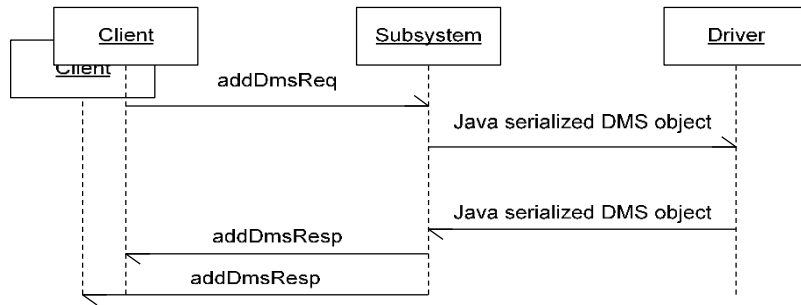 Client Subsystem Driver
Client
addDmsReq
Java serialized DMS object
Java serialized DMS object
addDmsResp
addDmsResp